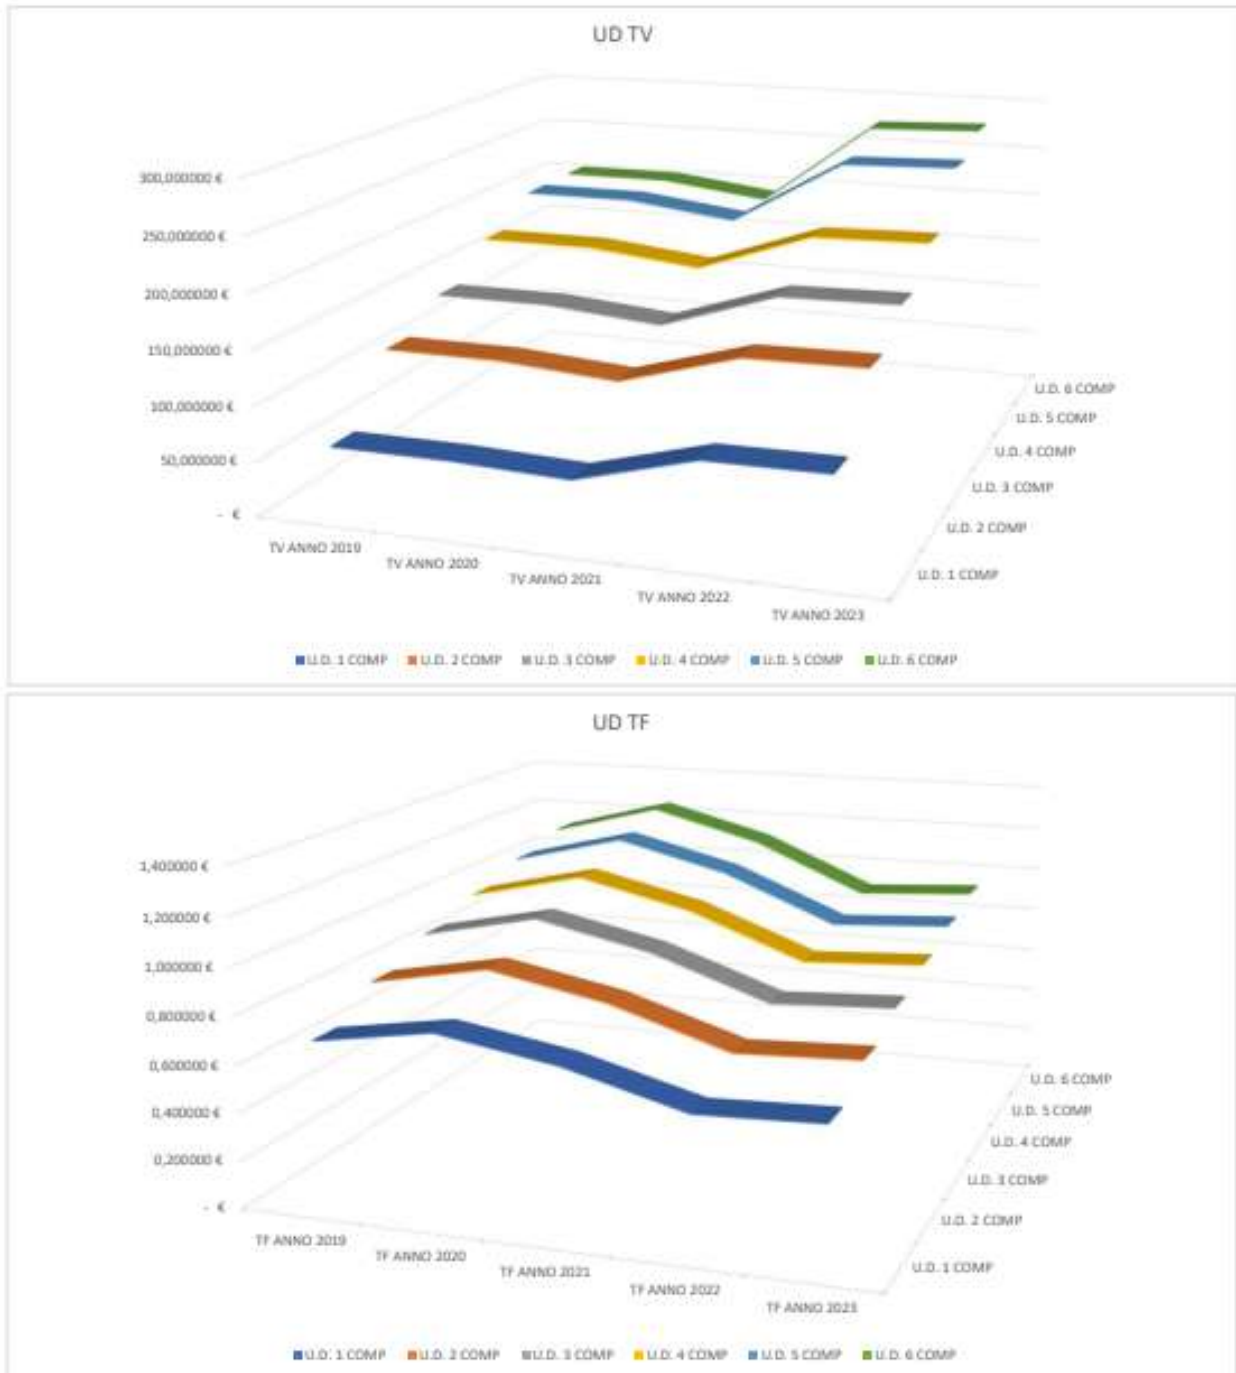 UD TV
300,000000 €
250,000000 €
200,000000 €
150,000000 €
100,000000 €
50,000000 €
- €
TV ANNO 2019
TV ANNO 2020
TV ANNO 2021
TV ANNO 2022
TV ANNO 2023
U.D. 6 COMP
U.D. 5 COMP
U.D. 4 COMP
U.D. 3 COMP
U.D. 2 COMP
U.D. 1 COMP
U.D. 1 COMP U.D. 2 COMP U.D. 3 COMP U.D. 4 COMP U.D. 5 COMP U.D. 6 COMP
UD TF
1,400000 €
1,200000 €
1,000000 €
0,800000 €
0,600000 €
0,400000 €
0,200000 €
- €
TF ANNO 2019
TF ANNO 2020
TF ANNO 2021
TF ANNO 2022
TF ANNO 2023
U.D. 6 COMP
U.D. 5 COMP
U.D. 4 COMP
U.D. 3 COMP
U.D. 2 COMP
U.D. 1 COMP
U.D. 1 COMP U.D. 2 COMP U.D. 3 COMP U.D. 4 COMP U.D. 5 COMP U.D. 6 COMP